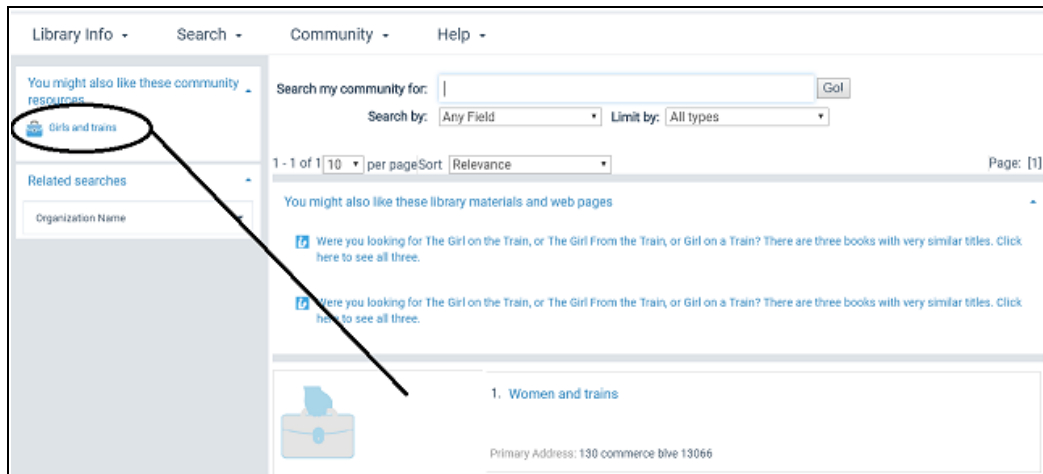 Library Info Search Community Help
You might also like these community
resources
Girls and trains
Related searches
Organization Name
Search my community for: Go!
Search by: Any Field Limit by: All types
1 - 1 of 1 10 per pageSort Relevance Page: [1]
You might also like these library materials and web pages
Were you looking for The Girl on the Train, or The Girl From the Train, or Girl on a Train? There are three books with very similar titles. Click
here to see all three.
Were you looking for The Girl on the Train, or The Girl From the Train, or Girl on a Train? There are three books with very similar titles. Click
here to see all three.
1. Women and trains
Primary Address: 130 commerce blve 13066